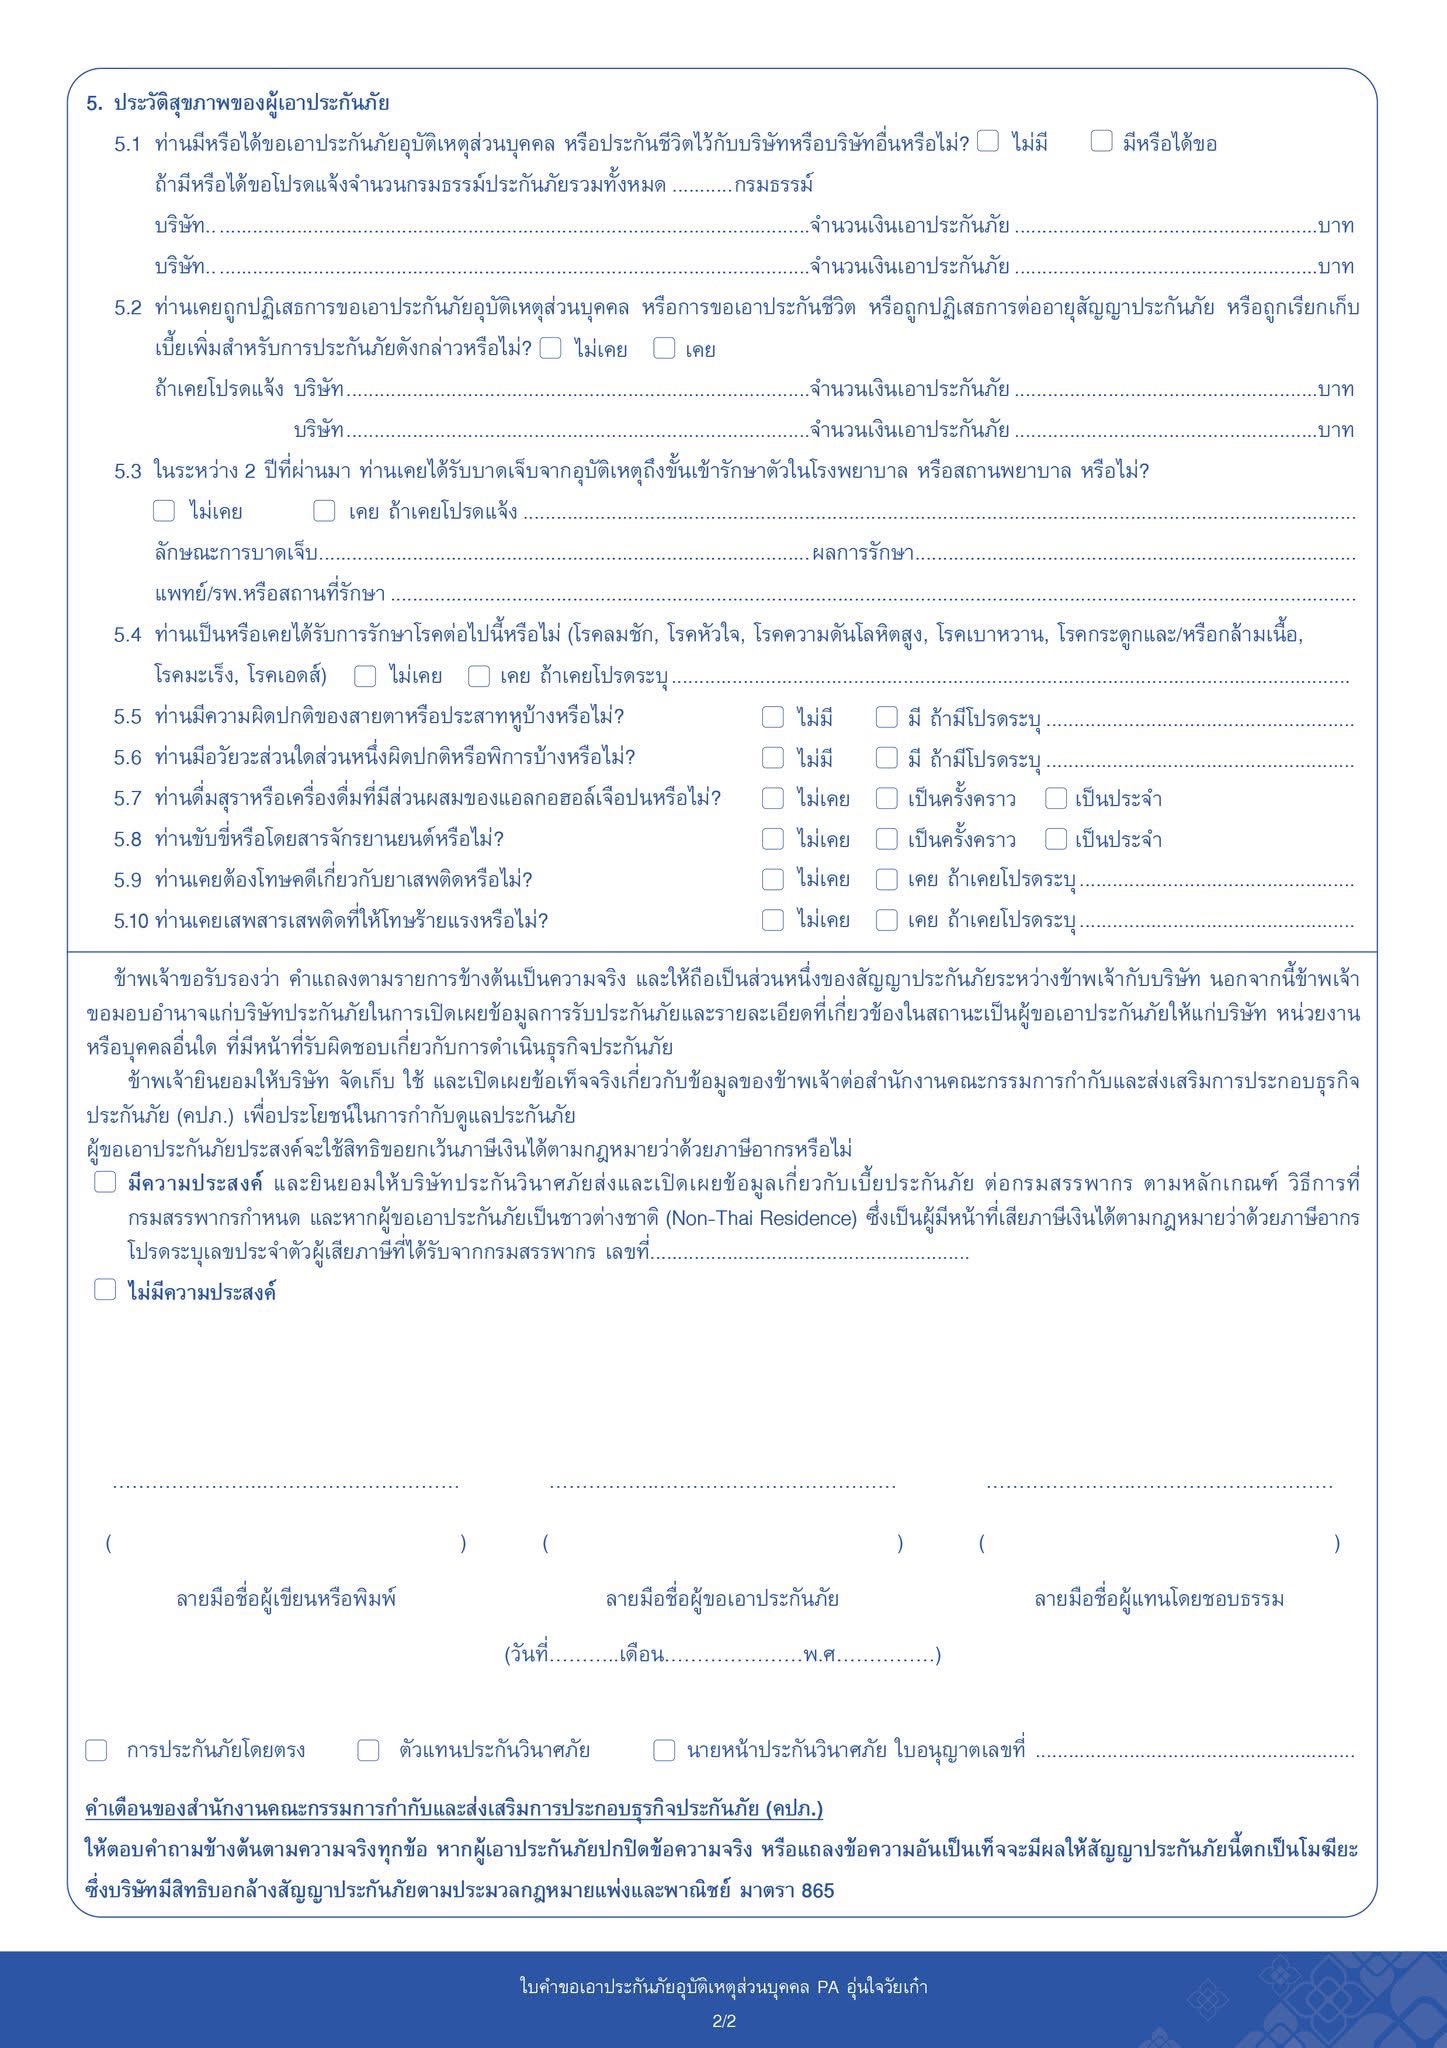 5. ประวัติสุขภาพของผู้เอาประกันภัย
5.1 ท่านมีหรือได้ขอเอาประกันภัยอุบัติเหตุส่วนบุคคล หรือประกันชีวิตไว้กับบริษัทหรือบริษัทอื่นหรือไม่? ไม่มี มีหรือได้ขอ
ถ้ามีหรือได้ขอโปรดแจ้งจำนวนกรมธรรม์ประกันภัยรวมทั้งหมด ...........กรมธรรม์
บริษัท..............................จำนวนเงินเอาประกันภัย ..............................บาท
บริษัท..............................จำนวนเงินเอาประกันภัย ..............................บาท
5.2 ท่านเคยถูกปฏิเสธการขอเอาประกันภัยอุบัติเหตุส่วนบุคคล หรือการขอเอาประกันชีวิต หรือถูกปฏิเสธการต่ออายุสัญญาประกันภัย หรือถูกเรียกเก็บ
เบี้ยเพิ่มสำหรับการประกันภัยดังกล่าวหรือไม่? ไม่เคย เคย
ถ้าเคยโปรดแจ้ง บริษัท..............................จำนวนเงินเอาประกันภัย ..............................บาท
บริษัท..............................จำนวนเงินเอาประกันภัย ..............................บาท
5.3 ในระหว่าง 2 ปีที่ผ่านมา ท่านเคยได้รับบาดเจ็บจากอุบัติเหตุถึงขั้นเข้ารักษาตัวในโรงพยาบาล หรือสถานพยาบาล หรือไม่?
ไม่เคย เคย ถ้าเคยโปรดแจ้ง ..............................
ลักษณะการบาดเจ็บ..............................ผลการรักษา..............................
แพทย์/รพ.หรือสถานที่รักษา ..............................
5.4 ท่านเป็นหรือเคยได้รับการรักษาโรคต่อไปนี้หรือไม่ (โรคลมชัก, โรคหัวใจ, โรคความดันโลหิตสูง, โรคเบาหวาน, โรคกระดูกและ/หรือกล้ามเนื้อ,
โรคมะเร็ง, โรคเอดส์) ไม่เคย เคย ถ้าเคยโปรดระบุ..............................
5.5 ท่านมีความผิดปกติของสายตาหรือประสาทหูบ้างหรือไม่? ไม่มี มี ถ้ามีโปรดระบุ ..............................
5.6 ท่านมีอวัยวะส่วนใดส่วนหนึ่งผิดปกติหรือพิการบ้างหรือไม่? ไม่มี มี ถ้ามีโปรดระบุ ..............................
5.7 ท่านดื่มสุราหรือเครื่องดื่มที่มีส่วนผสมของแอลกอฮอล์เจือปนหรือไม่? ไม่เคย เป็นครั้งคราว เป็นประจำ
5.8 ท่านขับขี่หรือโดยสารจักรยานยนต์หรือไม่? ไม่เคย เป็นครั้งคราว เป็นประจำ
5.9 ท่านเคยต้องโทษคดีเกี่ยวกับยาเสพติดหรือไม่? ไม่เคย เคย ถ้าเคยโปรดระบุ..............................
5.10 ท่านเคยเสพสารเสพติดที่ให้โทษร้ายแรงหรือไม่? ไม่เคย เคย ถ้าเคยโปรดระบุ..............................
ข้าพเจ้าขอรับรองว่า คำแถลงตามรายการข้างต้นเป็นความจริง และให้ถือเป็นส่วนหนึ่งของสัญญาประกันภัยระหว่างข้าพเจ้ากับบริษัท นอกจากนี้ข้าพเจ้า
ขอมอบอำนาจแก่บริษัทประกันภัยในการเปิดเผยข้อมูลการรับประกันภัยและรายละเอียดที่เกี่ยวข้องในสถานะเป็นผู้ขอเอาประกันภัยให้แก่บริษัท หน่วยงาน
หรือบุคคลอื่นใด ที่มีหน้าที่รับผิดชอบเกี่ยวกับการดำเนินธุรกิจประกันภัย
ข้าพเจ้ายินยอมให้บริษัท จัดเก็บ ใช้ และเปิดเผยข้อเท็จจริงเกี่ยวกับข้อมูลของข้าพเจ้าต่อสำนักงานคณะกรรมการกำกับและส่งเสริมการประกอบธุรกิจ
ประกันภัย (คปภ.) เพื่อประโยชน์ในการกำกับดูแลประกันภัย
ผู้ขอเอาประกันภัยประสงค์จะใช้สิทธิขอยกเว้นภาษีเงินได้ตามกฎหมายว่าด้วยภาษีอากรหรือไม่
มีความประสงค์ และยินยอมให้บริษัทประกันวินาศภัยส่งและเปิดเผยข้อมูลเกี่ยวกับเบี้ยประกันภัย ต่อกรมสรรพากร ตามหลักเกณฑ์ วิธีการที่
กรมสรรพากรกำหนด และหากผู้ขอเอาประกันภัยเป็นชาวต่างชาติ (Non-Thai Residence) ซึ่งเป็นผู้มีหน้าที่เสียภาษีเงินได้ตามกฎหมายว่าด้วยภาษีอากร
โปรดระบุเลขประจำตัวผู้เสียภาษีที่ได้รับจากกรมสรรพากร เลขที่..............................
ไม่มีความประสงค์
.............................. .............................. ..............................
( ) ( ) ( )
ลายมือชื่อผู้เขียนหรือพิมพ์ ลายมือชื่อผู้ขอเอาประกันภัย ลายมือชื่อผู้แทนโดยชอบธรรม
(วันที่...........เดือน.....................พ.ศ...............)
การประกันภัยโดยตรง ตัวแทนประกันวินาศภัย นายหน้าประกันวินาศภัย ใบอนุญาตเลขที่ ..............................
คำเตือนของสำนักงานคณะกรรมการกำกับและส่งเสริมการประกอบธุรกิจประกันภัย (คปภ.)
ให้ตอบคำถามข้างต้นตามความจริงทุกข้อ หากผู้เอาประกันภัยปกปิดข้อความจริง หรือแถลงข้อความอันเป็นเท็จจะมีผลให้สัญญาประกันภัยนี้ตกเป็นโมฆียะ
ซึ่งบริษัทมีสิทธิบอกล้างสัญญาประกันภัยตามประมวลกฎหมายแพ่งและพาณิชย์ มาตรา 865
ใบคำขอเอาประกันภัยอุบัติเหตุส่วนบุคคล PA อุ่นใจวัยเก๋า
2/2